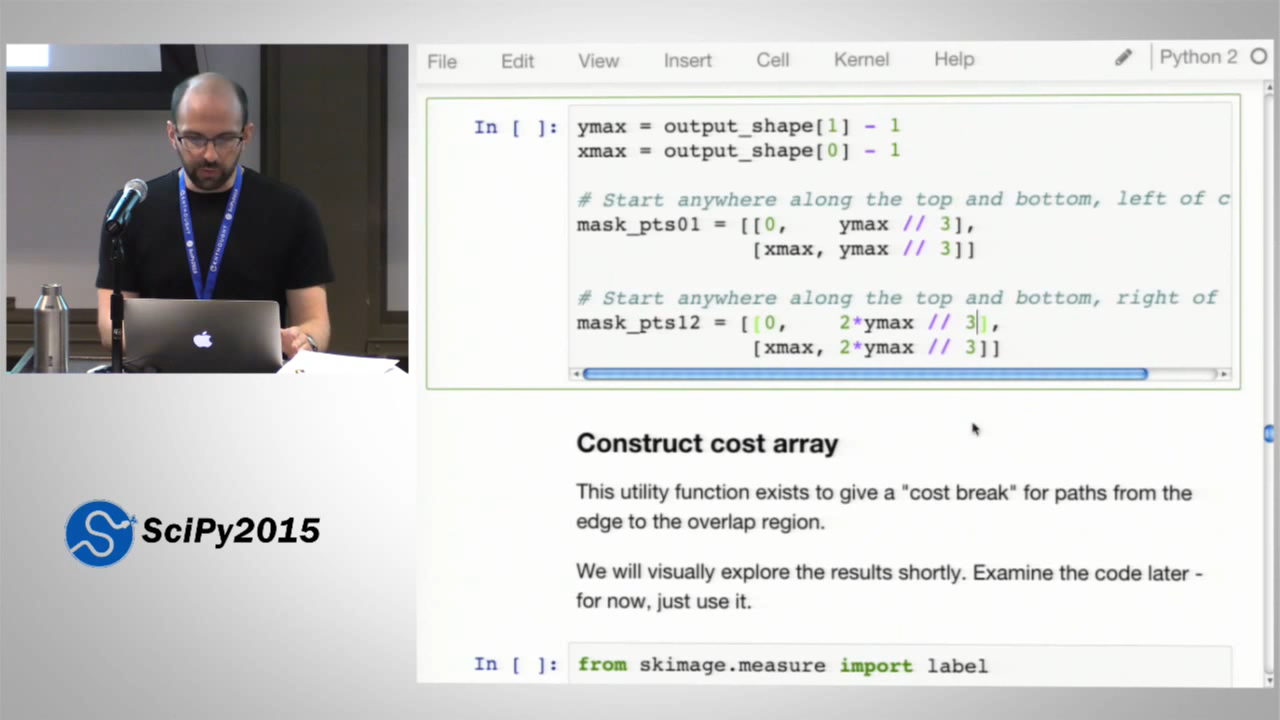 File Edit View Insert Cell Kernel Help Python 2
In [ ]: ymax = output_shape[1] - 1
xmax = output_shape[0] - 1
# Start anywhere along the top and bottom, left of c
mask_pts01 = [[0,    ymax // 3],
[xmax, ymax // 3]]
# Start anywhere along the top and bottom, right of
mask_pts12 = [[0,    2*ymax // 3],
[xmax, 2*ymax // 3]]
Construct cost array
This utility function exists to give a "cost break" for paths from the
edge to the overlap region.
We will visually explore the results shortly. Examine the code later -
for now, just use it.
In [ ]: from skimage.measure import label
SciPy2015
ENTHOUGHT